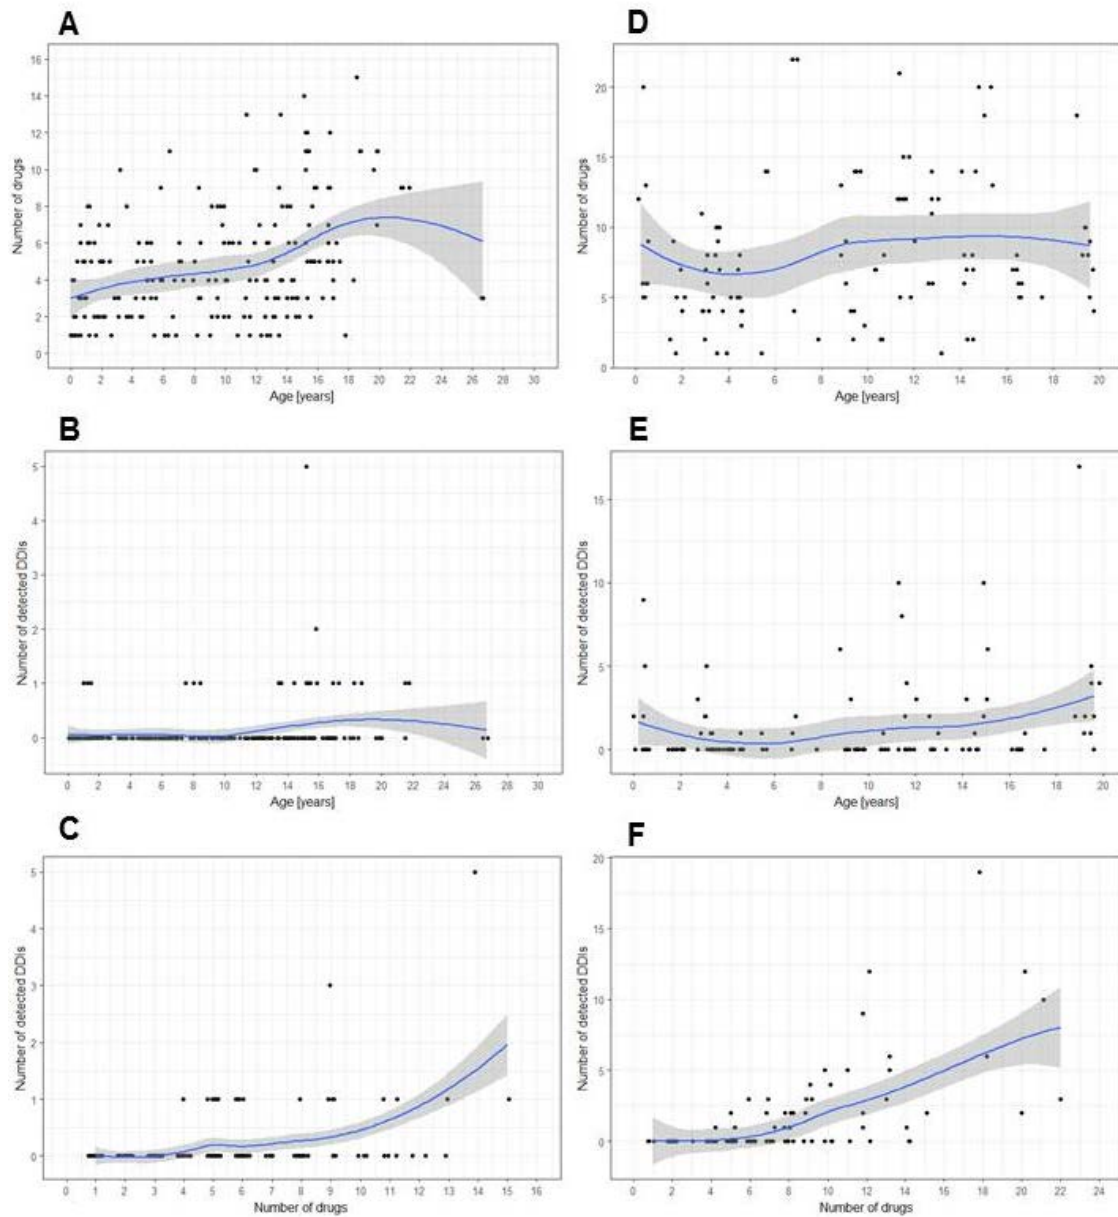 A
Number of drugs
16
14
12
10
8
6
4
2
0
0 2 4 6 8 10 12 14 16 18 20 22 24 26 28 30
Age [years]
D
Number of drugs
20
15
10
5
0
0 2 4 6 8 10 12 14 16 18 20
Age [years]
B
Number of detected DDIs
5
4
3
2
1
0
0 2 4 6 8 10 12 14 16 18 20 22 24 26 28 30
Age [years]
E
Number of detected DDIs
15
10
5
0
0 2 4 6 8 10 12 14 16 18 20
Age [years]
C
Number of detected DDIs
5
4
3
2
1
0
0 1 2 3 4 5 6 7 8 9 10 11 12 13 14 15 16
Number of drugs
F
Number of detected DDIs
20
15
10
5
0
0 2 4 6 8 10 12 14 16 18 20 22 24
Number of drugs